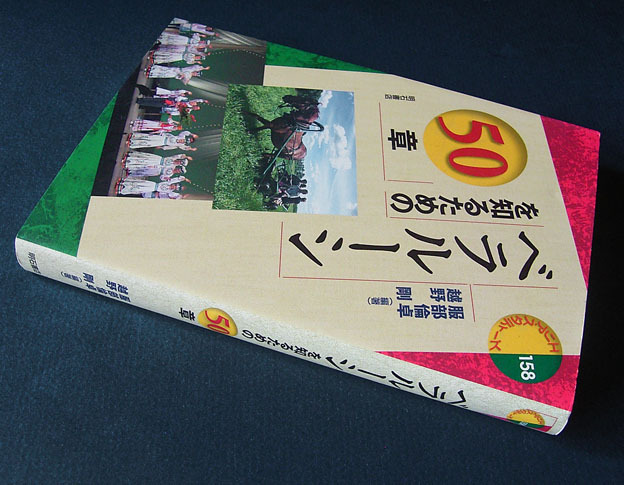 エリア・スタディーズ
158
服部倫卓
越野 剛
(編著)
ベラルーシ
を知るための
50
章
明石書店
ベラルーシ
を知るための
50
章
服部倫卓
越野 剛
(編著)